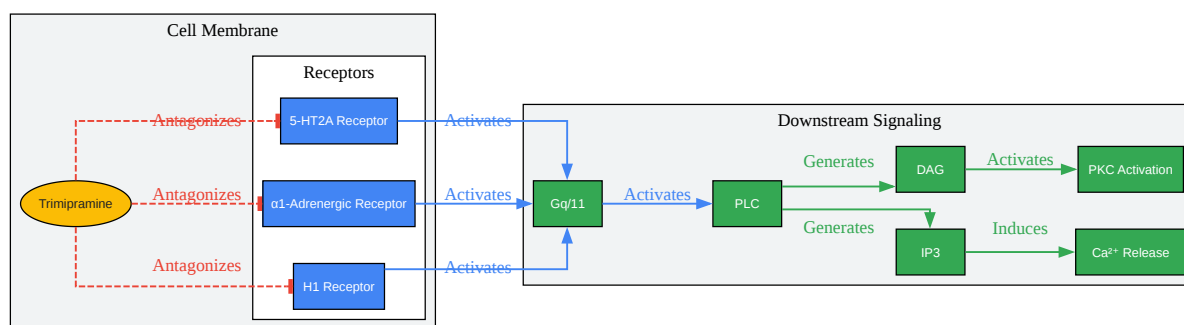 Cell Membrane
Receptors
Antagonizes
5-HT2A Receptor
Activates
Downstream Signaling
Generates
DAG
Activates
PKC Activation
Trimipramine
Antagonizes
α1-Adrenergic Receptor
Activates
Gq/11
Activates
PLC
Generates
IP3
Induces
Ca²⁺ Release
Antagonizes
H1 Receptor
Activates